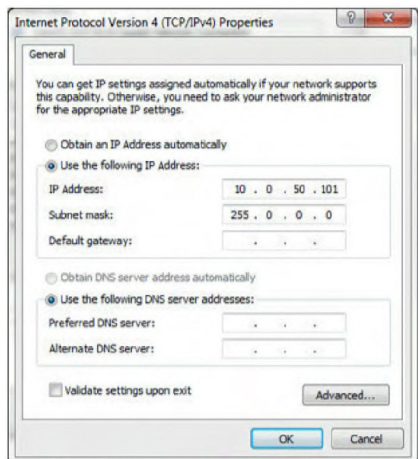 Internet Protocol Version 4 (TCP/IPv4) Properties
General
You can get IP settings assigned automatically if your network supports
this capability. Otherwise, you need to ask your network administrator
for the appropriate IP settings.
Obtain an IP Address automatically
Use the following IP Address:
IP Address: 10 . 0 . 50 . 101
Subnet mask: 255 . 0 . 0 . 0
Default gateway: . . .
Obtain DNS server address automatically
Use the following DNS server addresses:
Preferred DNS server: . . .
Alternate DNS server: . . .
Validate settings upon exit
Advanced...
OK Cancel